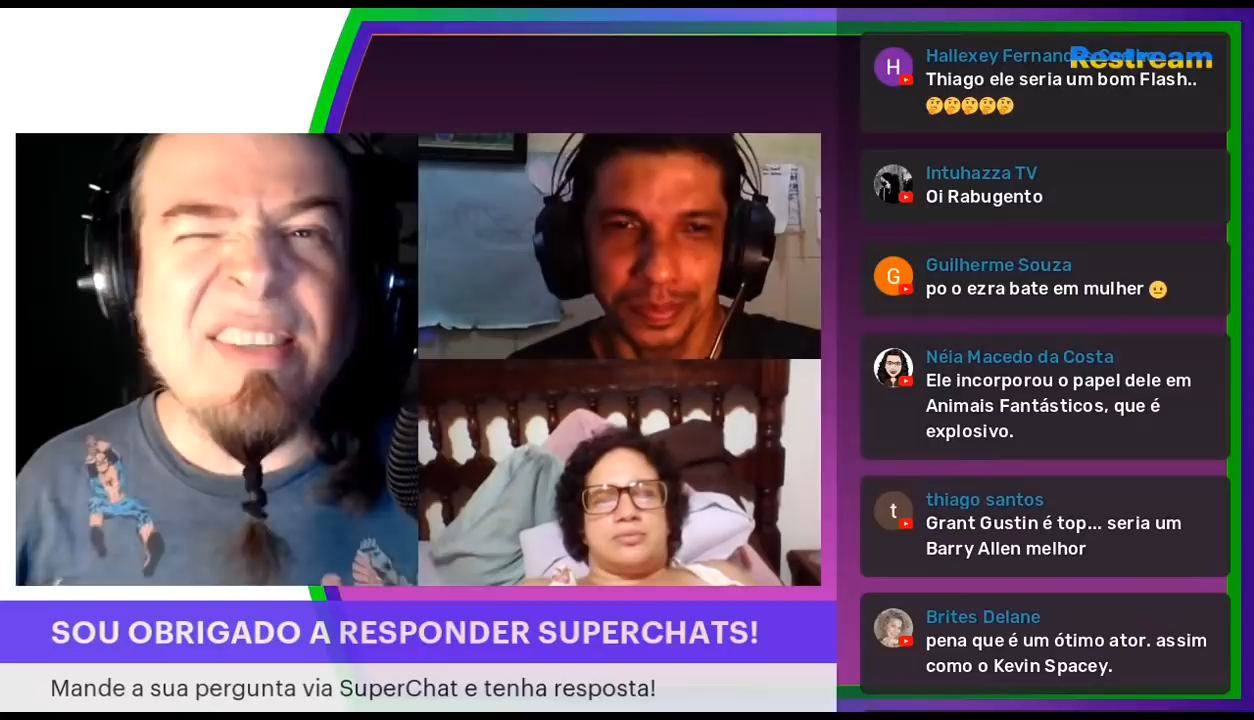 Restream
Hallexey Fernandes
Thiago ele seria um bom Flash..
🤔🤔🤔🤔🤔
Intuhazza TV
Oi Rabugento
Guilherme Souza
po o ezra bate em mulher 😐
Néia Macedo da Costa
Ele incorporou o papel dele em
Animais Fantásticos, que é
explosivo.
thiago santos
Grant Gustin é top... seria um
Barry Allen melhor
Brites Delane
pena que é um ótimo ator. assim
como o Kevin Spacey.
H
G
t
SOU OBRIGADO A RESPONDER SUPERCHATS!
Mande a sua pergunta via SuperChat e tenha resposta!